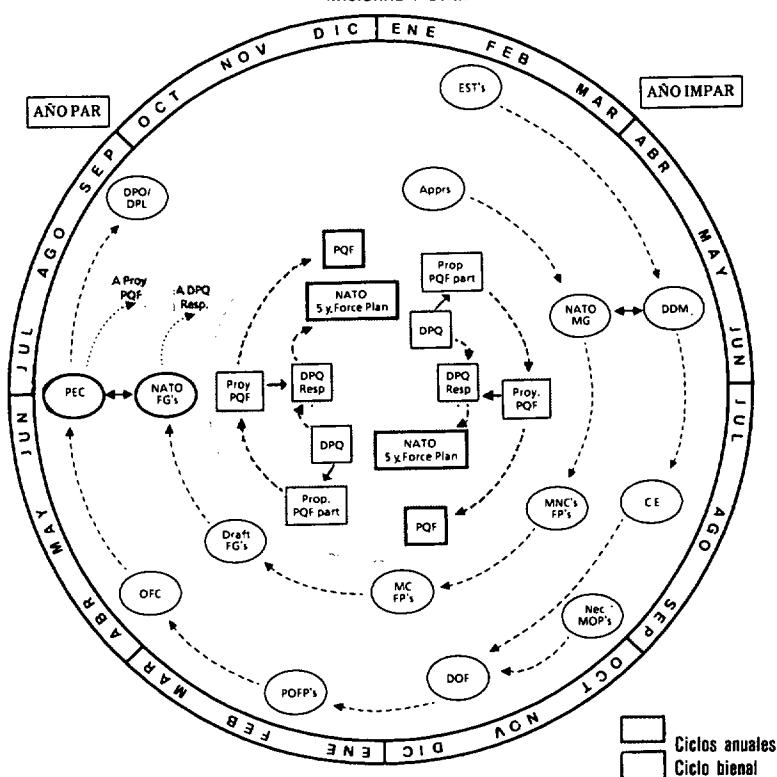 DIC
ENE
NOV
FEB
OCT
MAR
AÑO PAR
AÑO IMPAR
EST's
SEP
ABR
DPO/
DPL
Apprs
AGO
MAY
PQF
Prop
PQF part
A Proy
PQF
A DPQ
Resp.
NATO
5 y. Force Plan
NATO
MG
DDM
DPQ
JUL
JUN
PEC
NATO
FG's
Proy
PQF
DPQ
Resp
DPQ
Resp
Proy.
PQF
JUN
JUL
DPQ
NATO
5 y. Force Plan
Prop.
PQF part
PQF
MNC's
FP's
CE
MAY
AGO
Draft
FG's
OFC
MC
FP's
Nec
MOP's
ABR
SEP
MAR
OCT
POFP's
DOF
FEB
NOV
ENE
DIC
Ciclos anuales
Ciclo bienal